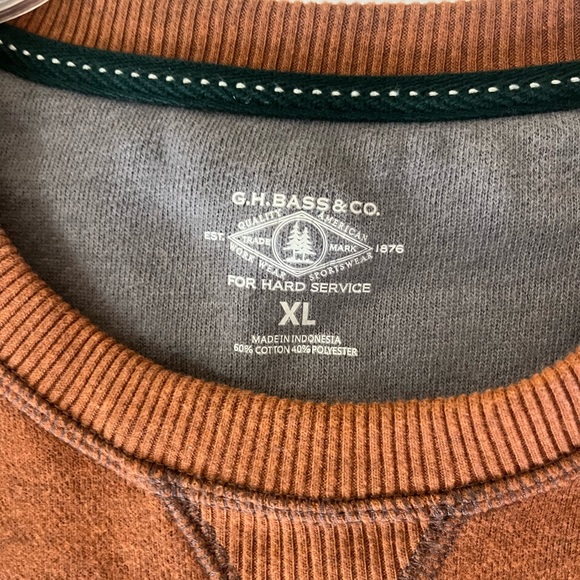 G.H.BASS & CO.
QUALITY AMERICAN
EST. TRADE MARK 1876
WORK WEAR SPORTSWEAR
FOR HARD SERVICE
XL
MADE IN INDONESIA
60% COTTON 40% POLYESTER